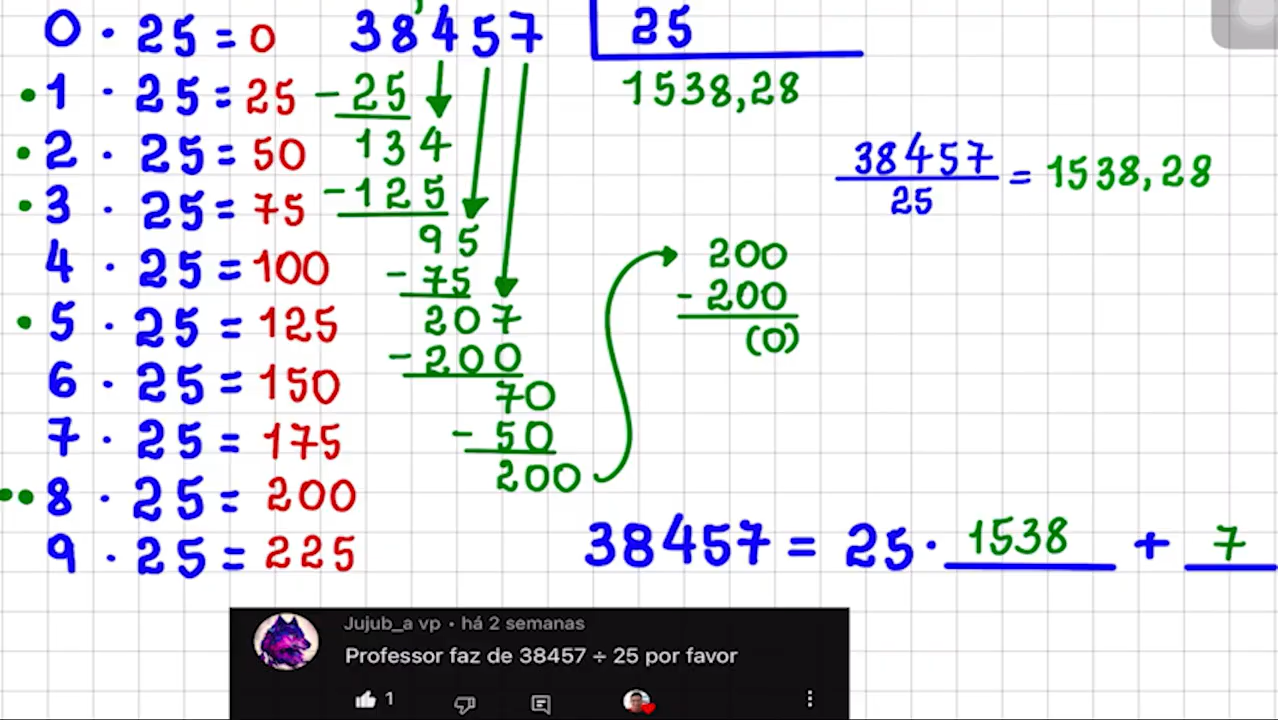 0 · 25 = 0
• 1 · 25 = 25
• 2 · 25 = 50
• 3 · 25 = 75
4 · 25 = 100
• 5 · 25 = 125
6 · 25 = 150
7 · 25 = 175
•• 8 · 25 = 200
9 · 25 = 225
38'457
- 25
134
- 125
95
- 75
207
- 200
70
- 50
200
25
1538,28
200
- 200
(0)
38457
25
= 1538,28
38457 = 25 · 1538 + 7
Jujub_a vp • há 2 semanas
Professor faz de 38457 ÷ 25 por favor
1